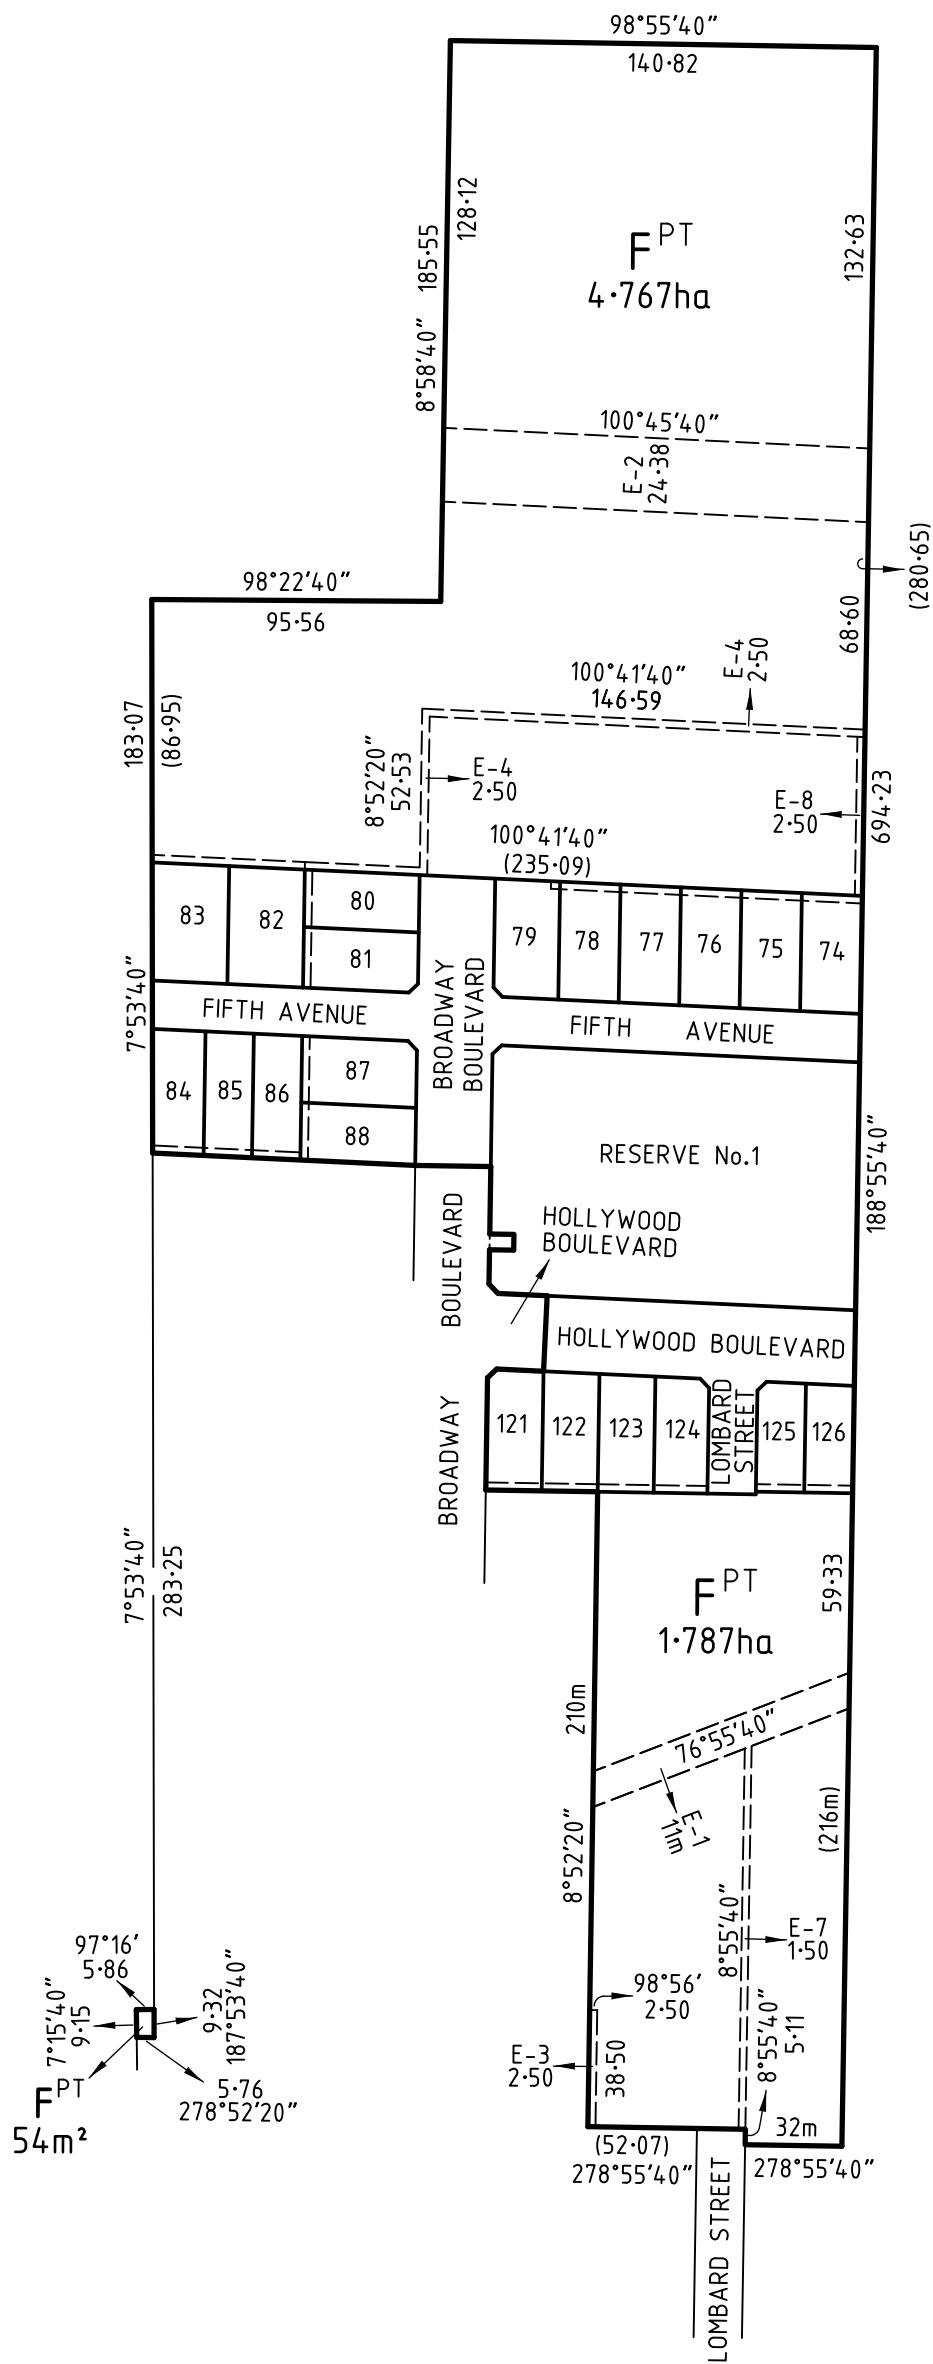 98°55'40"
140·82
128·12
185·55
8°58'40"
132·63
F PT
4·767ha
100°45'40"
E-2
24·38
(280·65)
98°22'40"
95·56
68·60
E-4
2·50
100°41'40"
146·59
183·07
(86·95)
8°52'20"
52·53
E-4
2·50
E-8
2·50
694·23
100°41'40"
(235·09)
83
82
80
81
79
78
77
76
75
74
7°53'40"
FIFTH AVENUE
BROADWAY
BOULEVARD
FIFTH AVENUE
84
85
86
87
88
RESERVE No.1
188°55'40"
BOULEVARD
HOLLYWOOD
BOULEVARD
HOLLYWOOD BOULEVARD
BROADWAY
121
122
123
124
LOMBARD
STREET
125
126
7°53'40"
283·25
F PT
1·787ha
59·33
210m
76°55'40"
E-1
11m
(216m)
8°52'20"
8°55'40"
E-7
1·50
97°16'
5·86
7°15'40"
9·15
9·32
187°53'40"
98°56'
2·50
8°55'40"
5·11
E-3
2·50
38·50
F PT
54m²
5·76
278°52'20"
32m
(52·07)
278°55'40"
278°55'40"
LOMBARD STREET